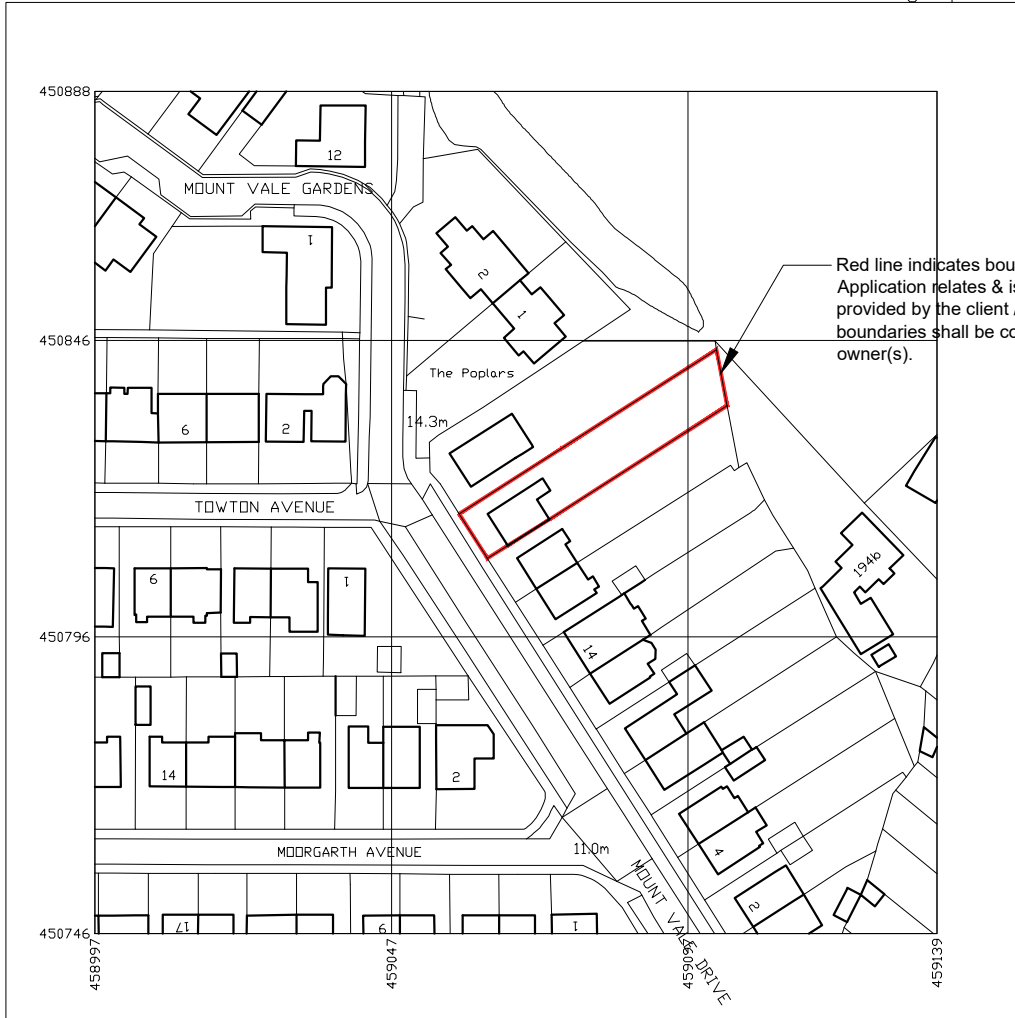 450888
12
MOUNT VALE GARDENS
1
2
1
Red line indicates bou
Application relates & is
provided by the client
boundaries shall be co
owner(s).
450846
The Poplars
14.3m
6
2
TOWTON AVENUE
194b
9
1
450796
14
14
2
4
MOORGARTH AVENUE
11.0m
MOUNT VALE DRIVE
2
17
9
1
450746
458997
459047
459139